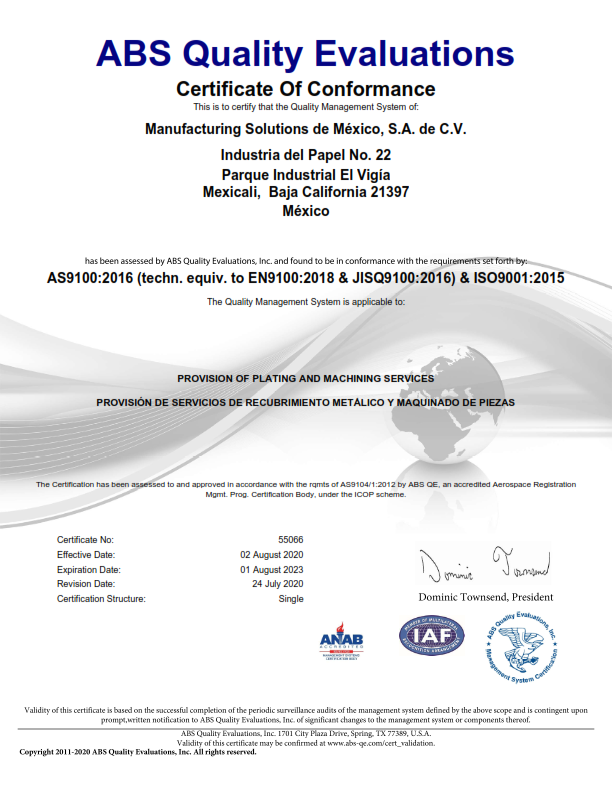 ABS Quality Evaluations
Certificate Of Conformance
This is to certify that the Quality Management System of:
Manufacturing Solutions de México, S.A. de C.V.
Industria del Papel No. 22
Parque Industrial El Vigía
Mexicali, Baja California 21397
México
has been assessed by ABS Quality Evaluations, Inc. and found to be in conformance with the requirements set forth by:
AS9100:2016 (techn. equiv. to EN9100:2018 & JISQ9100:2016) & ISO9001:2015
The Quality Management System is applicable to:
PROVISION OF PLATING AND MACHINING SERVICES
PROVISIÓN DE SERVICIOS DE RECUBRIMIENTO METÁLICO Y MAQUINADO DE PIEZAS
The Certification has been assessed to and approved in accordance with the rqmts of AS9104/1:2012 by ABS QE, an accredited Aerospace Registration
Mgmt. Prog. Certification Body, under the ICOP scheme.
Certificate No: 55066
Effective Date: 02 August 2020
Expiration Date: 01 August 2023
Revision Date: 24 July 2020
Certification Structure: Single
Dominic Townsend
Dominic Townsend, President
ANAB
ACCREDITED
MANAGEMENT SYSTEMS
CERTIFICATION BODY
MEMBER OF MULTILATERAL
IAF
RECOGNITION ARRANGEMENT
ABS Quality Evaluations, Inc.
Management System Certification
Validity of this certificate is based on the successful completion of the periodic surveillance audits of the management system defined by the above scope and is contingent upon
prompt,written notification to ABS Quality Evaluations, Inc. of significant changes to the management system or components thereof.
ABS Quality Evaluations, Inc. 1701 City Plaza Drive, Spring, TX 77389, U.S.A.
Validity of this certificate may be confirmed at www.abs-qe.com/cert_validation.
Copyright 2011-2020 ABS Quality Evaluations, Inc. All rights reserved.